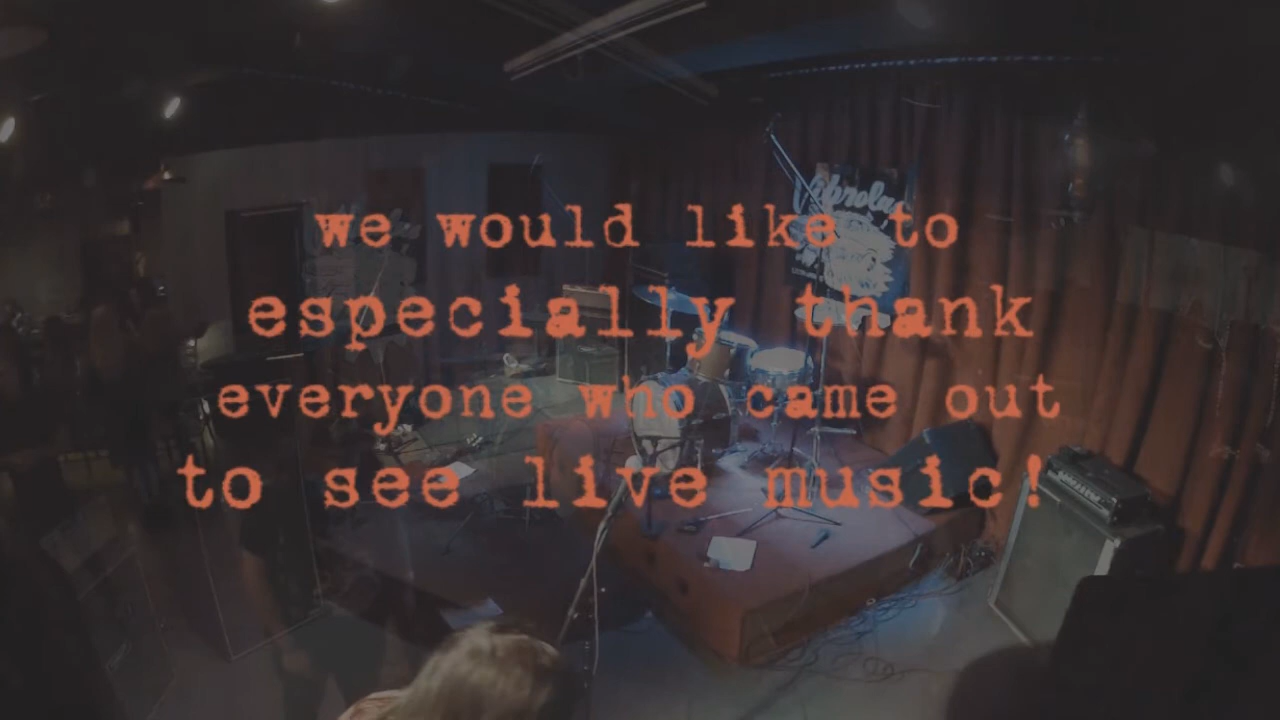 we would like to
especially thank
everyone who came out
to see live music!